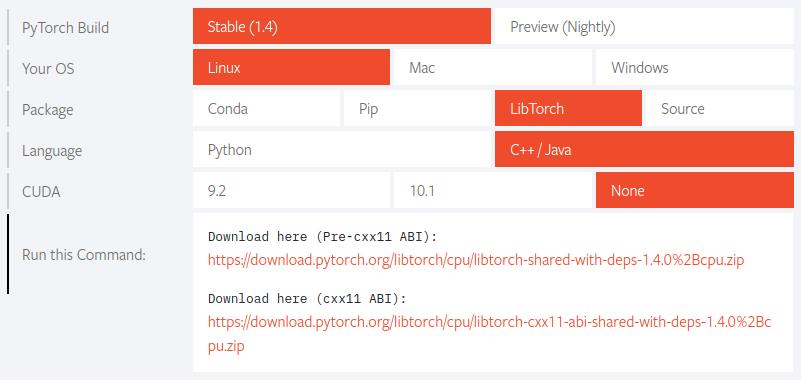 PyTorch Build Stable (1.4) Preview (Nightly)
Your OS Linux Mac Windows
Package Conda Pip LibTorch Source
Language Python C++ / Java
CUDA 9.2 10.1 None
Run this Command:
Download here (Pre-cxx11 ABI):
https://download.pytorch.org/libtorch/cpu/libtorch-shared-with-deps-1.4.0%2Bcpu.zip
Download here (cxx11 ABI):
https://download.pytorch.org/libtorch/cpu/libtorch-cxx11-abi-shared-with-deps-1.4.0%2Bc
pu.zip